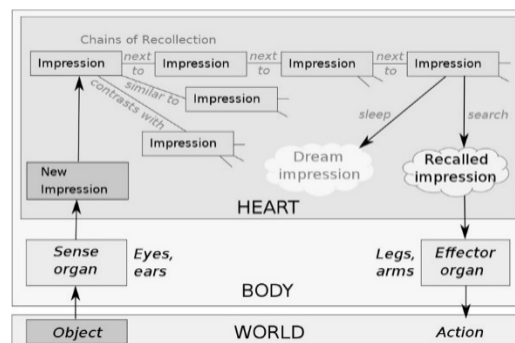 Chains of Recollection
Impression
next to
Impression
next to
Impression
next to
Impression
similar to
Impression
contrasts with
Impression
sleep
search
Dream impression
Recalled impression
New Impression
HEART
Sense organ
Eyes, ears
Legs, arms
Effector organ
BODY
Object
WORLD
Action